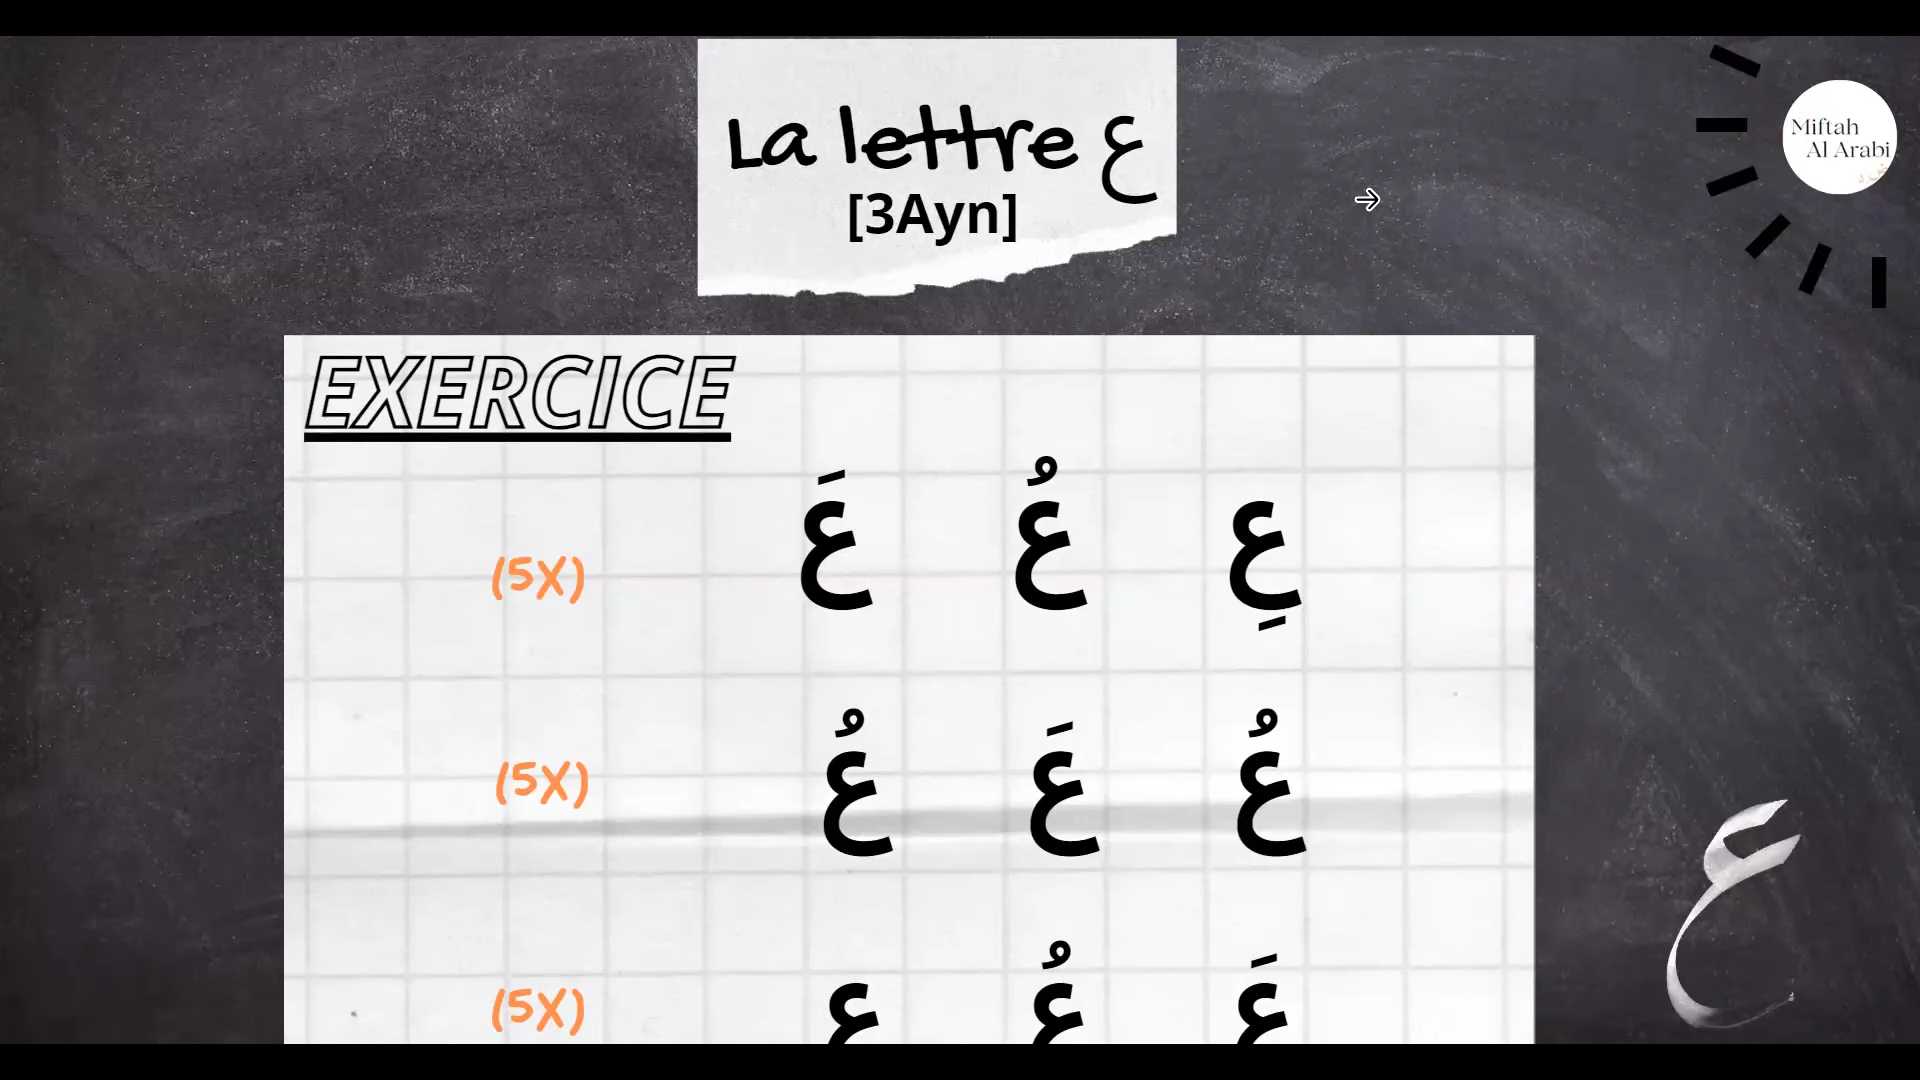 La lettre ع
[3Ayn]
Miftah
Al Arabi
EXERCICE
عِ عُ عَ (5X)
عُ عَ عُ (5X)
عَ عُ (5X)
ع